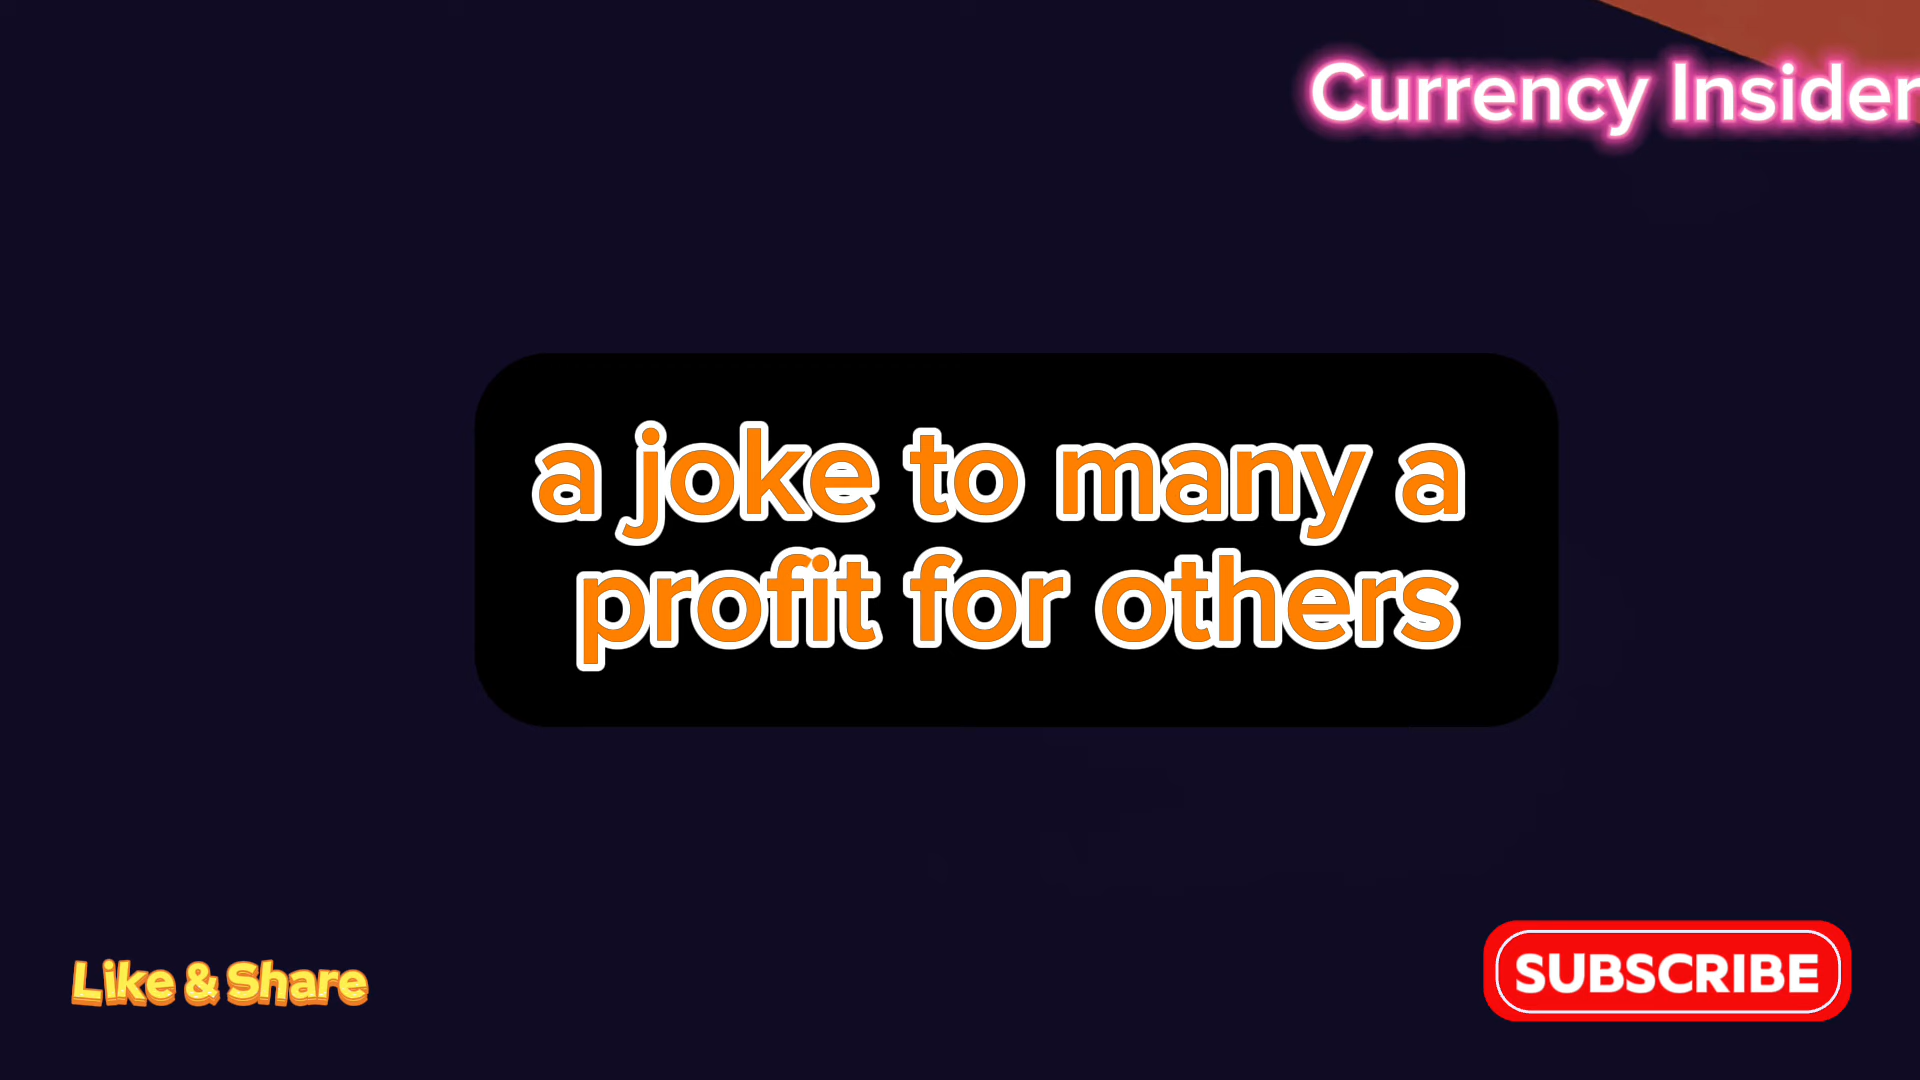 Currency Insider
a joke to many a
profit for others
Like & Share
SUBSCRIBE